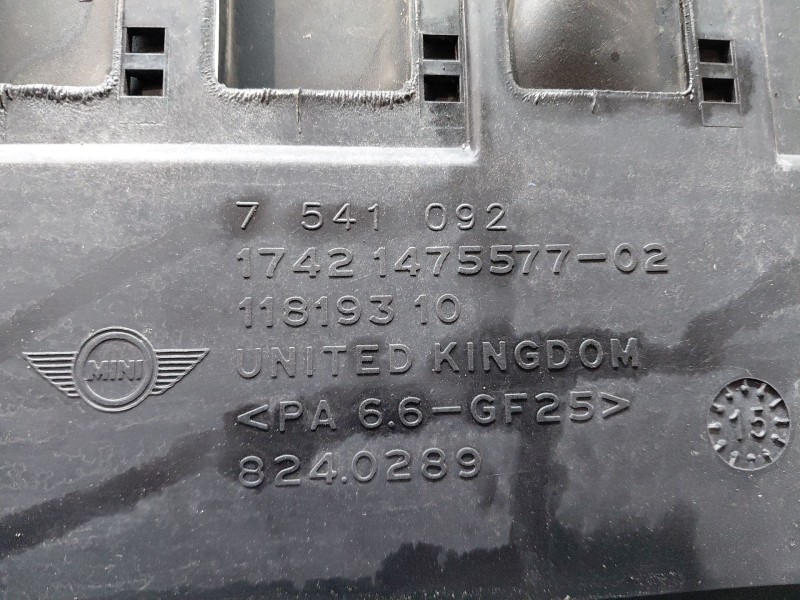 7 541 092
1742 1475577-02
118193 10
UNITED KINGDOM
<PA 6.6-GF25>
824.0289
MINI
15